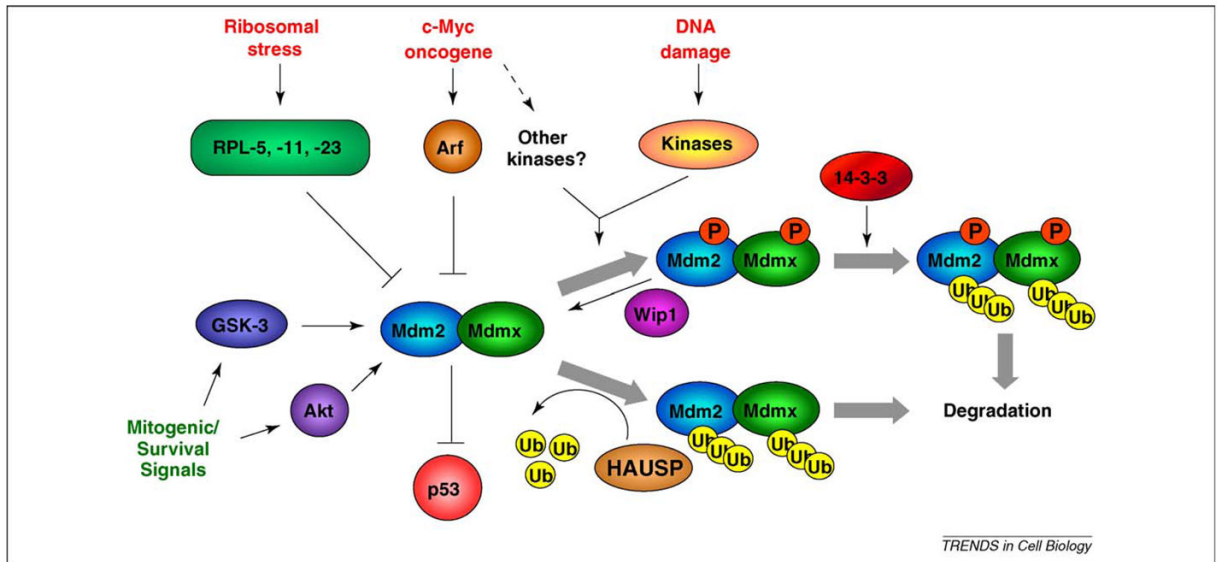 Ribosomal
stress
c-Myc
oncogene
DNA
damage
RPL-5, -11, -23
Arf
Other
kinases?
Kinases
14-3-3
P
P
Mdm2
Mdmx
P
P
Mdm2
Mdmx
Ub
Ub
Ub
Ub
Ub
Ub
Wip1
GSK-3
Mdm2
Mdmx
Akt
Mitogenic/
Survival
Signals
p53
Ub
Ub
Ub
HAUSP
Mdm2
Mdmx
Ub
Ub
Ub
Ub
Ub
Ub
Degradation
TRENDS in Cell Biology